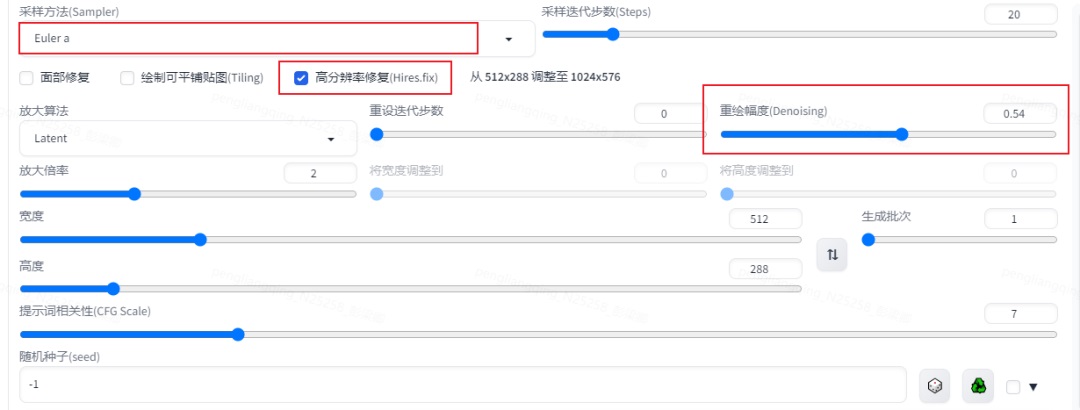 采样方法(Sampler)
采样迭代步数(Steps)
20
Euler a
面部修复
绘制可平铺贴图(Tiling)
高分辨率修复(Hires.fix)
从 512x288 调整至 1024x576
放大算法
重设迭代步数
0
重绘幅度(Denoising)
0.54
Latent
放大倍率
2
将宽度调整到
0
将高度调整到
0
宽度
512
生成批次
1
高度
288
提示词相关性(CFG Scale)
7
随机种子(seed)
-1